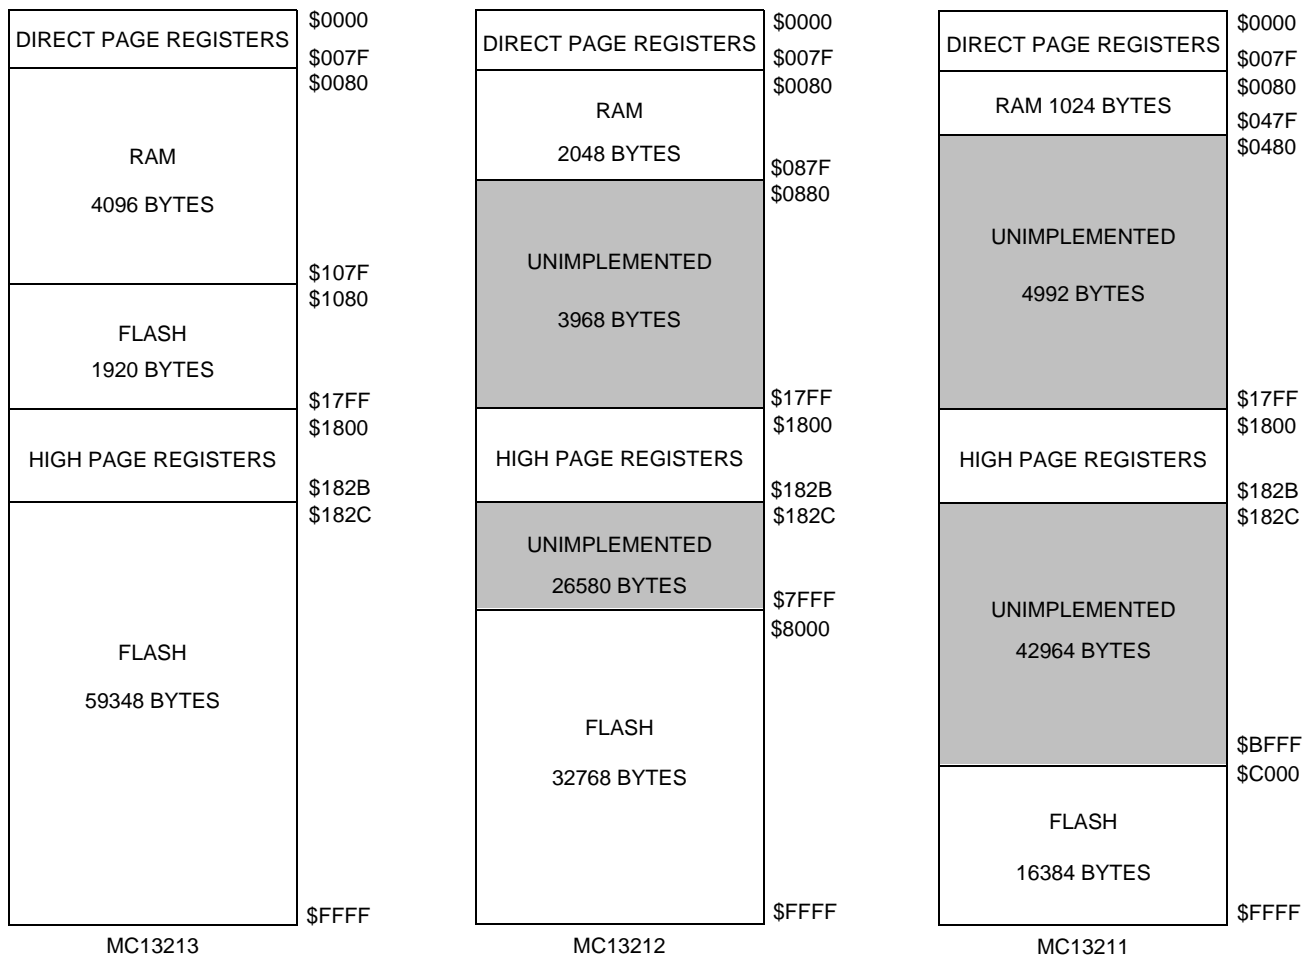 DIRECT PAGE REGISTERS
$0000
$007F
$0080
RAM
4096 BYTES
$107F
$1080
FLASH
1920 BYTES
$17FF
$1800
HIGH PAGE REGISTERS
$182B
$182C
FLASH
59348 BYTES
$FFFF
MC13213
DIRECT PAGE REGISTERS
$0000
$007F
$0080
RAM
2048 BYTES
$087F
$0880
UNIMPLEMENTED
3968 BYTES
$17FF
$1800
HIGH PAGE REGISTERS
$182B
$182C
UNIMPLEMENTED
26580 BYTES
$7FFF
$8000
FLASH
32768 BYTES
$FFFF
MC13212
DIRECT PAGE REGISTERS
$0000
$007F
$0080
RAM 1024 BYTES
$047F
$0480
UNIMPLEMENTED
4992 BYTES
$17FF
$1800
HIGH PAGE REGISTERS
$182B
$182C
UNIMPLEMENTED
42964 BYTES
$BFFF
$C000
FLASH
16384 BYTES
$FFFF
MC13211